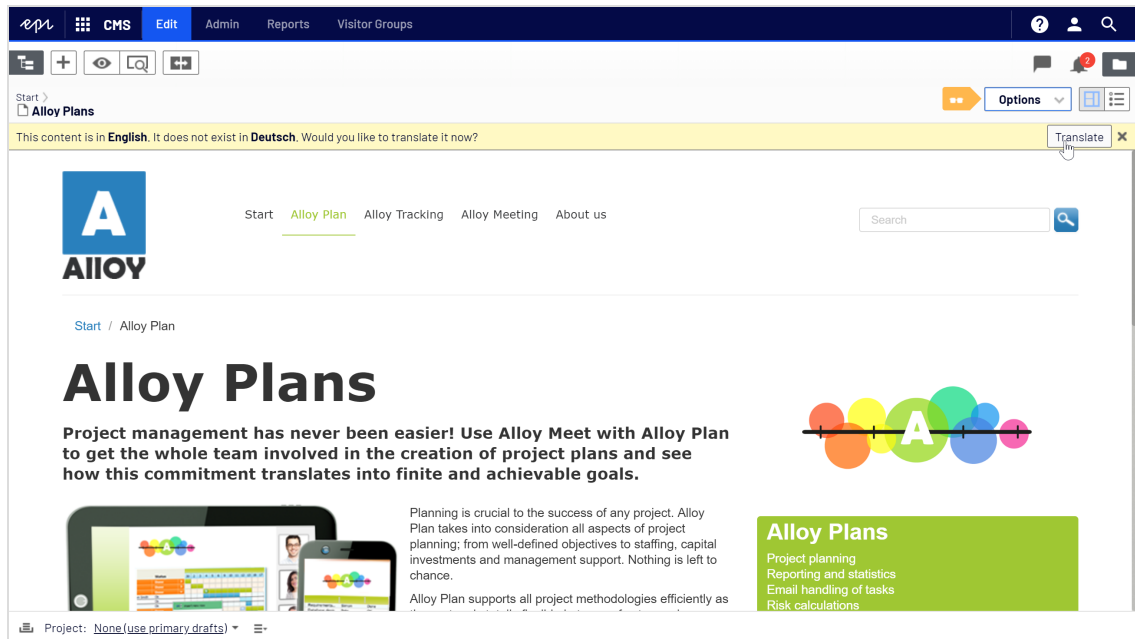 epi CMS Edit Admin Reports Visitor Groups
2
Start
Alloy Plans
Options
This content is in English. It does not exist in Deutsch. Would you like to translate it now?
Translate
A
Alloy
Start Alloy Plan Alloy Tracking Alloy Meeting About us
Search
Start / Alloy Plan
Alloy Plans
Project management has never been easier! Use Alloy Meet with Alloy Plan
to get the whole team involved in the creation of project plans and see
how this commitment translates into finite and achievable goals.
A
Planning is crucial to the success of any project. Alloy
Plan takes into consideration all aspects of project
planning; from well-defined objectives to staffing, capital
investments and management support. Nothing is left to
chance.
Alloy Plan supports all project methodologies efficiently as
Alloy Plans
Project planning
Reporting and statistics
Email handling of tasks
Risk calculations
Project: None (use primary drafts)